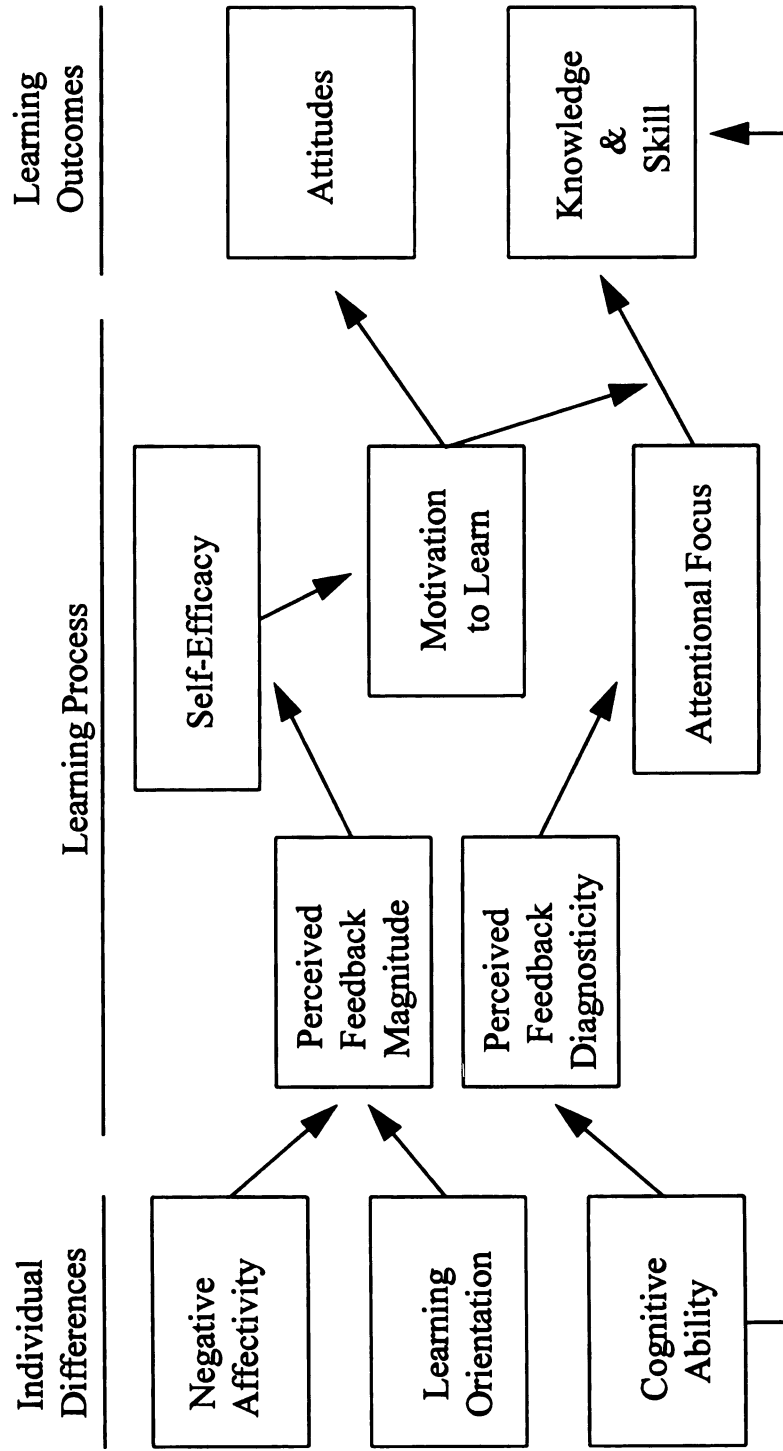 Individual
Differences
Learning Process
Learning
Outcomes
Negative
Affectivity
Learning
Orientation
Cognitive
Ability
Perceived
Feedback
Magnitude
Perceived
Feedback
Diagnosticity
Self-Efficacy
Motivation
to Learn
Attentional Focus
Attitudes
Knowledge
&
Skill